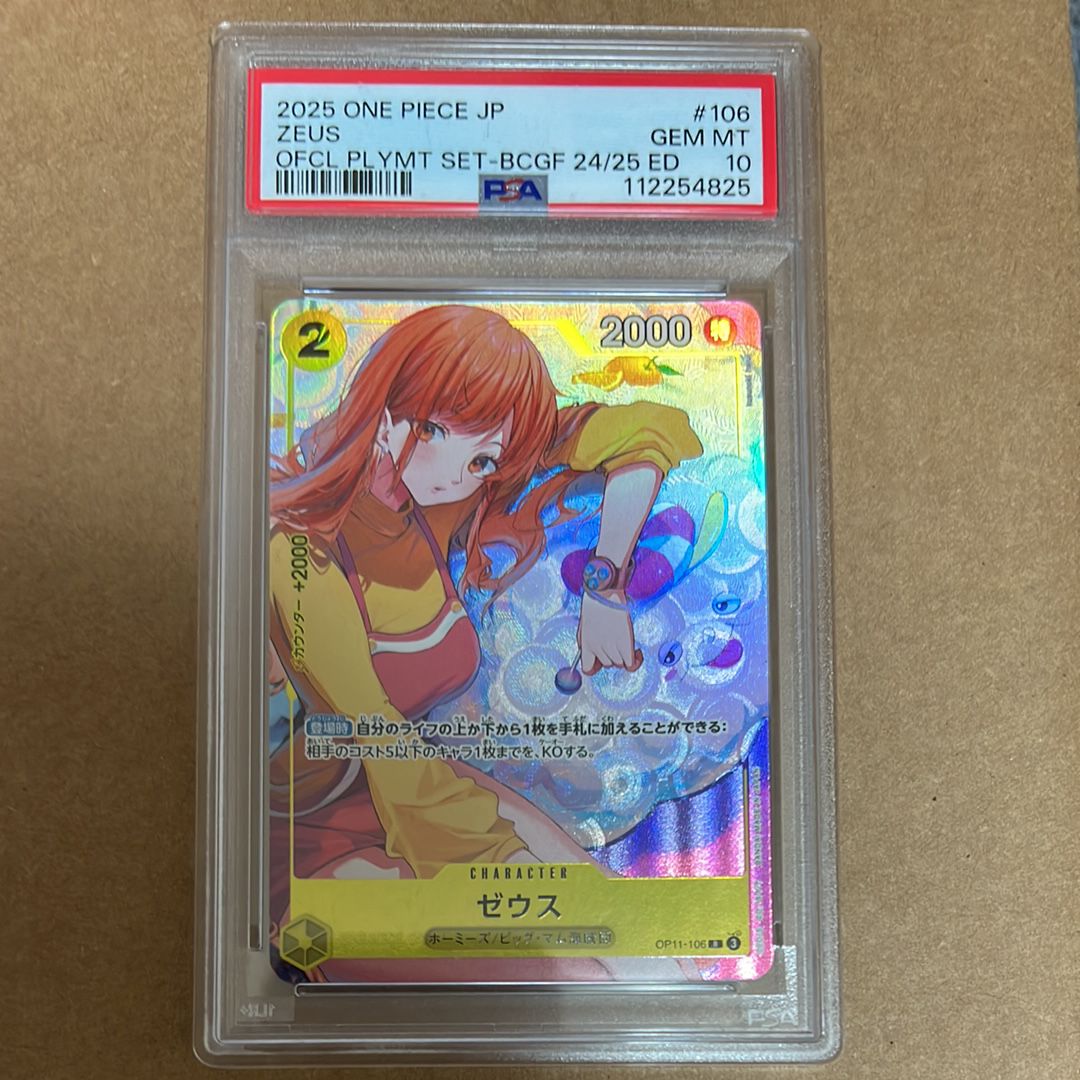 2025 ONE PIECE JP #106
ZEUS GEM MT
OFCL PLYMT SET-BCGF 24/25 ED 10
PSA 112254825
2 2000
カウンター +2000
登場時 自分のライフの上か下から1枚を手札に加えることができる:
相手のコスト5以下のキャラ1枚までを、KOする。
CHARACTER
ゼウス
ホーミーズ/ビッグ・マム海賊団
OP11-106 R 3
PSA